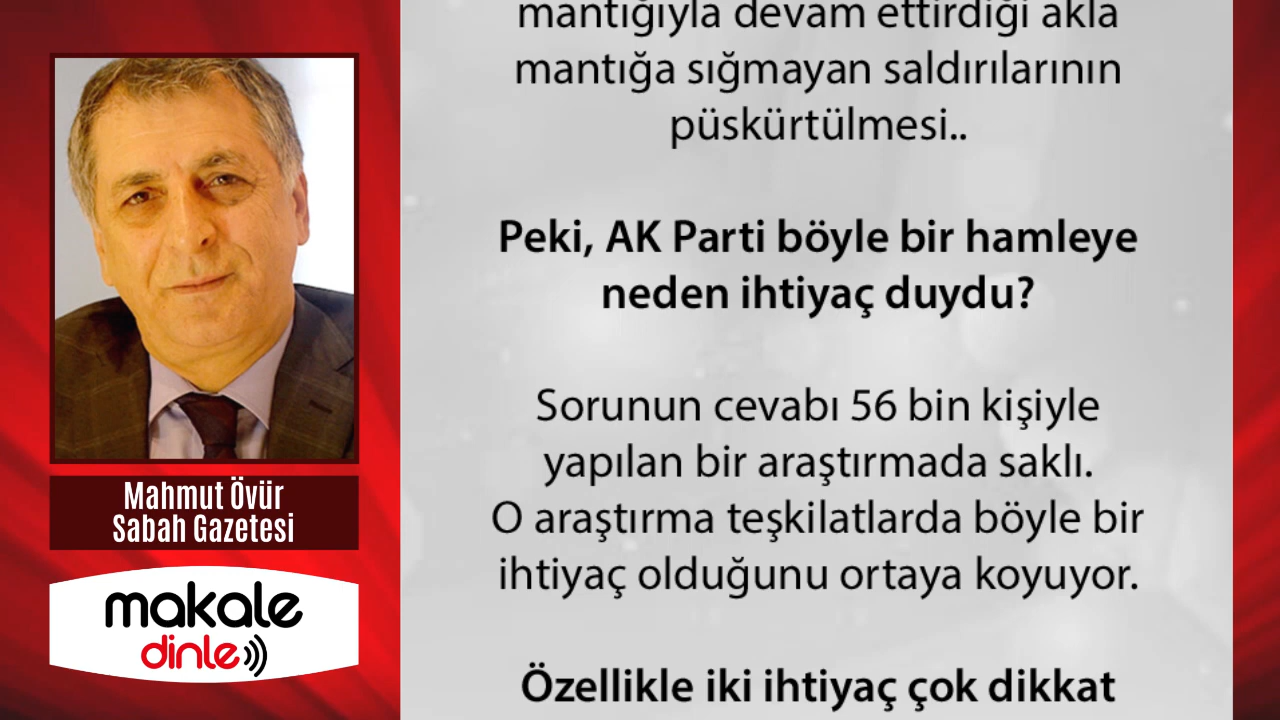 mantığıyla devam ettirdiği akla
mantığa sığmayan saldırılarının
püskürtülmesi..
Peki, AK Parti böyle bir hamleye
neden ihtiyaç duydu?
Sorunun cevabı 56 bin kişiyle
yapılan bir araştırmada saklı.
O araştırma teşkilatlarda böyle bir
ihtiyaç olduğunu ortaya koyuyor.
Özellikle iki ihtiyaç çok dikkat
Mahmut Övür
Sabah Gazetesi
makale
dinle